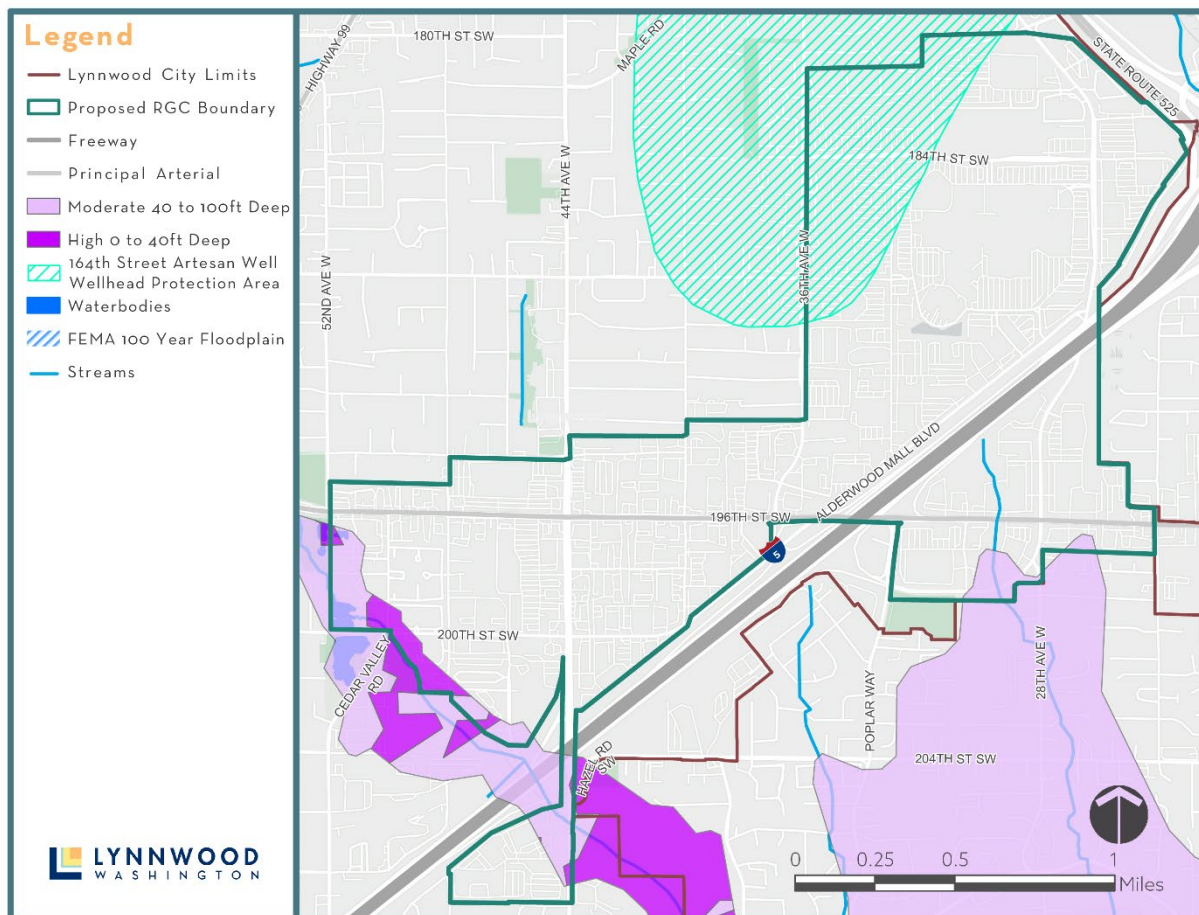 Legend
Lynnwood City Limits
Proposed RGC Boundary
Freeway
Principal Arterial
Moderate 40 to 100ft Deep
High 0 to 40ft Deep
164th Street Artesan Well
Wellhead Protection Area
Waterbodies
FEMA 100 Year Floodplain
Streams
LYNNWOOD
WASHINGTON
HIGHWAY 99
180TH ST SW
MAPLE RD
STATE ROUTE 525
44TH AVE W
184TH ST SW
52ND AVE W
36TH AVE W
ALDERWOOD MALL BLVD
196TH ST SW
5
200TH ST SW
CEDAR VALLEY
RD
28TH AVE W
POPLAR WAY
HAZEL RD
SW
204TH ST SW
0 0.25 0.5 1
Miles